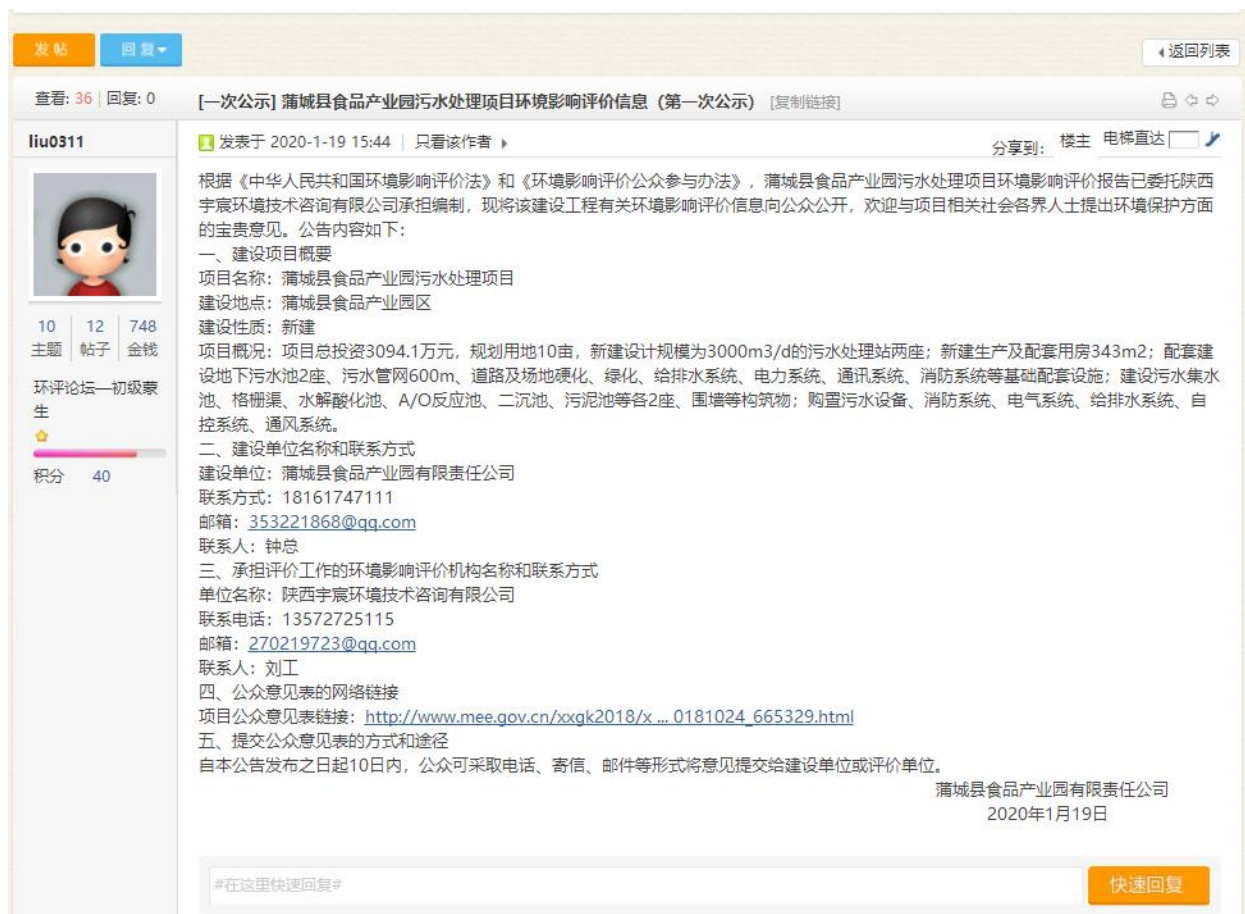 发帖
回复
返回列表
查看: 36 | 回复: 0
[一次公示] 蒲城县食品产业园污水处理项目环境影响评价信息（第一次公示） [复制链接]
liu0311
发表于 2020-1-19 15:44 | 只看该作者
分享到: 楼主 电梯直达
根据《中华人民共和国环境影响评价法》和《环境影响评价公众参与办法》，蒲城县食品产业园污水处理项目环境影响评价报告已委托陕西
宇宸环境技术咨询有限公司承担编制，现将该建设工程有关环境影响评价信息向公众公开，欢迎与项目相关社会各界人士提出环境保护方面
的宝贵意见。公告内容如下：
一、建设项目概要
项目名称：蒲城县食品产业园污水处理项目
建设地点：蒲城县食品产业园区
建设性质：新建
项目概况：项目总投资3094.1万元，规划用地10亩，新建设计规模为3000m3/d的污水处理站两座；新建生产及配套用房343m2；配套建
设地下污水池2座、污水管网600m、道路及场地硬化、绿化、给排水系统、电力系统、通讯系统、消防系统等基础配套设施；建设污水集水
池、格栅渠、水解酸化池、A/O反应池、二沉池、污泥池等各2座、围墙等构筑物；购置污水设备、消防系统、电气系统、给排水系统、自
控系统、通风系统。
二、建设单位名称和联系方式
建设单位：蒲城县食品产业园有限责任公司
联系方式：18161747111
邮箱：353221868@qq.com
联系人：钟总
三、承担评价工作的环境影响评价机构名称和联系方式
单位名称：陕西宇宸环境技术咨询有限公司
联系电话：13572725115
邮箱：270219723@qq.com
联系人：刘工
四、公众意见表的网络链接
项目公众意见表链接：http://www.mee.gov.cn/xxgk2018/x ... 0181024_665329.html
五、提交公众意见表的方式和途径
自本公告发布之日起10日内，公众可采取电话、寄信、邮件等形式将意见提交给建设单位或评价单位。
蒲城县食品产业园有限责任公司
2020年1月19日
10 12 748
主题 帖子 金钱
环评论坛—初级蒙
生
积分 40
#在这里快速回复#
快速回复